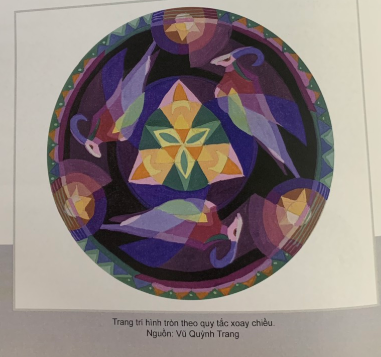 Trang trí hình tròn theo quy tắc xoay chiều.
Nguồn: Vũ Quỳnh Trang